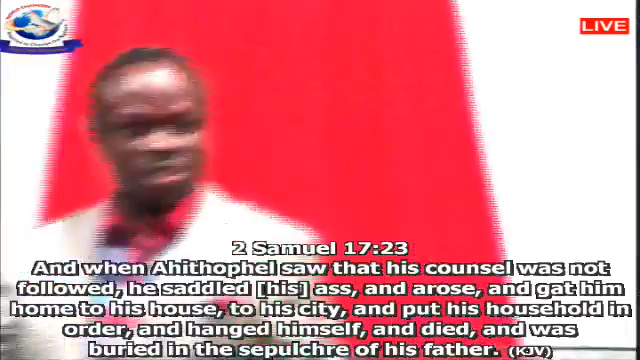 LIVE
2 Samuel 17:23
And when Ahithophel saw that his counsel was not
followed, he saddled [his] ass, and arose, and gat him
home to his house, to his city, and put his household in
order, and hanged himself, and died, and was
buried in the sepulchre of his father. (KJV)